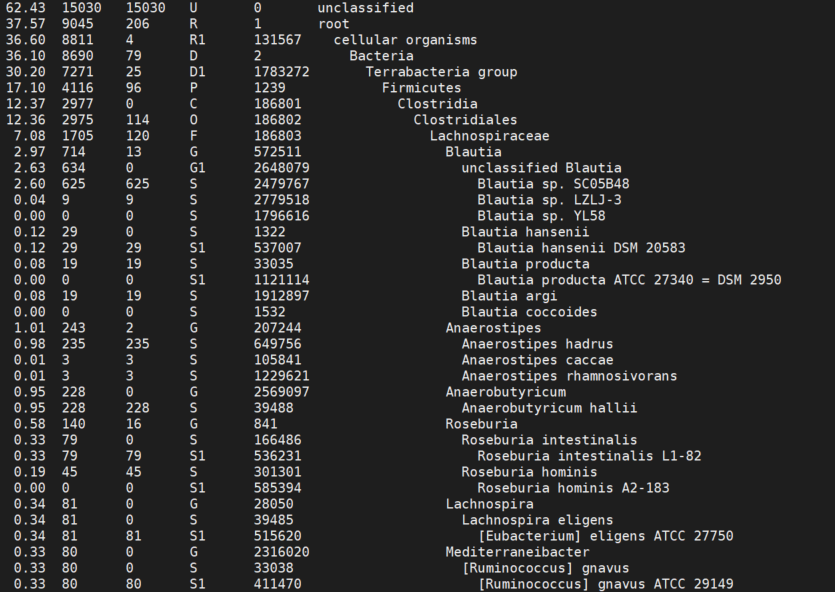 62.43 15030 15030 U 0 unclassified
37.57 9045 206 R 1 root
36.60 8811 4 R1 131567 cellular organisms
36.10 8690 79 D 2 Bacteria
30.20 7271 25 D1 1783272 Terrabacteria group
17.10 4116 96 P 1239 Firmicutes
12.37 2977 0 C 186801 Clostridia
12.36 2975 114 O 186802 Clostridiales
7.08 1705 120 F 186803 Lachnospiraceae
2.97 714 13 G 572511 Blautia
2.63 634 0 G1 2648079 unclassified Blautia
2.60 625 625 S 2479767 Blautia sp. SC05B48
0.04 9 9 S 2779518 Blautia sp. LZLJ-3
0.00 0 0 S 1796616 Blautia sp. YL58
0.12 29 0 S 1322 Blautia hansenii
0.12 29 29 S1 537007 Blautia hansenii DSM 20583
0.08 19 19 S 33035 Blautia producta
0.00 0 0 S1 1121114 Blautia producta ATCC 27340 = DSM 2950
0.08 19 19 S 1912897 Blautia argi
0.00 0 0 S 1532 Blautia coccoides
1.01 243 2 G 207244 Anaerostipes
0.98 235 235 S 649756 Anaerostipes hadrus
0.01 3 3 S 105841 Anaerostipes caccae
0.01 3 3 S 1229621 Anaerostipes rhamnosivorans
0.95 228 0 G 2569097 Anaerobutyricum
0.95 228 228 S 39488 Anaerobutyricum hallii
0.58 140 16 G 841 Roseburia
0.33 79 0 S 166486 Roseburia intestinalis
0.33 79 79 S1 536231 Roseburia intestinalis L1-82
0.19 45 45 S 301301 Roseburia hominis
0.00 0 0 S1 585394 Roseburia hominis A2-183
0.34 81 0 G 28050 Lachnospira
0.34 81 0 S 39485 Lachnospira eligens
0.34 81 81 S1 515620 [Eubacterium] eligens ATCC 27750
0.33 80 0 G 2316020 Mediterraneibacter
0.33 80 0 S 33038 [Ruminococcus] gnavus
0.33 80 80 S1 411470 [Ruminococcus] gnavus ATCC 29149